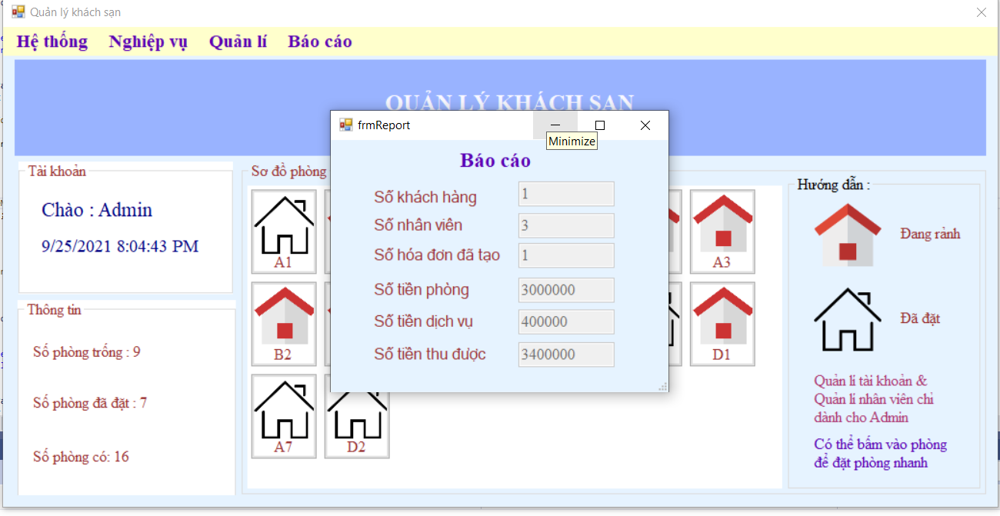 Quản lý khách sạn
Hệ thống Nghiệp vụ Quản lí Báo cáo
QUẢN LÝ KHÁCH SẠN
frmReport
Minimize
Báo cáo
Số khách hàng 1
Số nhân viên 3
Số hóa đơn đã tạo 1
Số tiền phòng 3000000
Số tiền dịch vụ 400000
Số tiền thu được 3400000
Tài khoản
Chào : Admin
9/25/2021 8:04:43 PM
Thông tin
Số phòng trống : 9
Số phòng đã đặt : 7
Số phòng có: 16
Sơ đồ phòng
A1
A3
B2
D1
A7
D2
Hướng dẫn :
Đang rảnh
Đã đặt
Quản lí tài khoản &
Quản lí nhân viên chỉ
dành cho Admin
Có thể bấm vào phòng
để đặt phòng nhanh